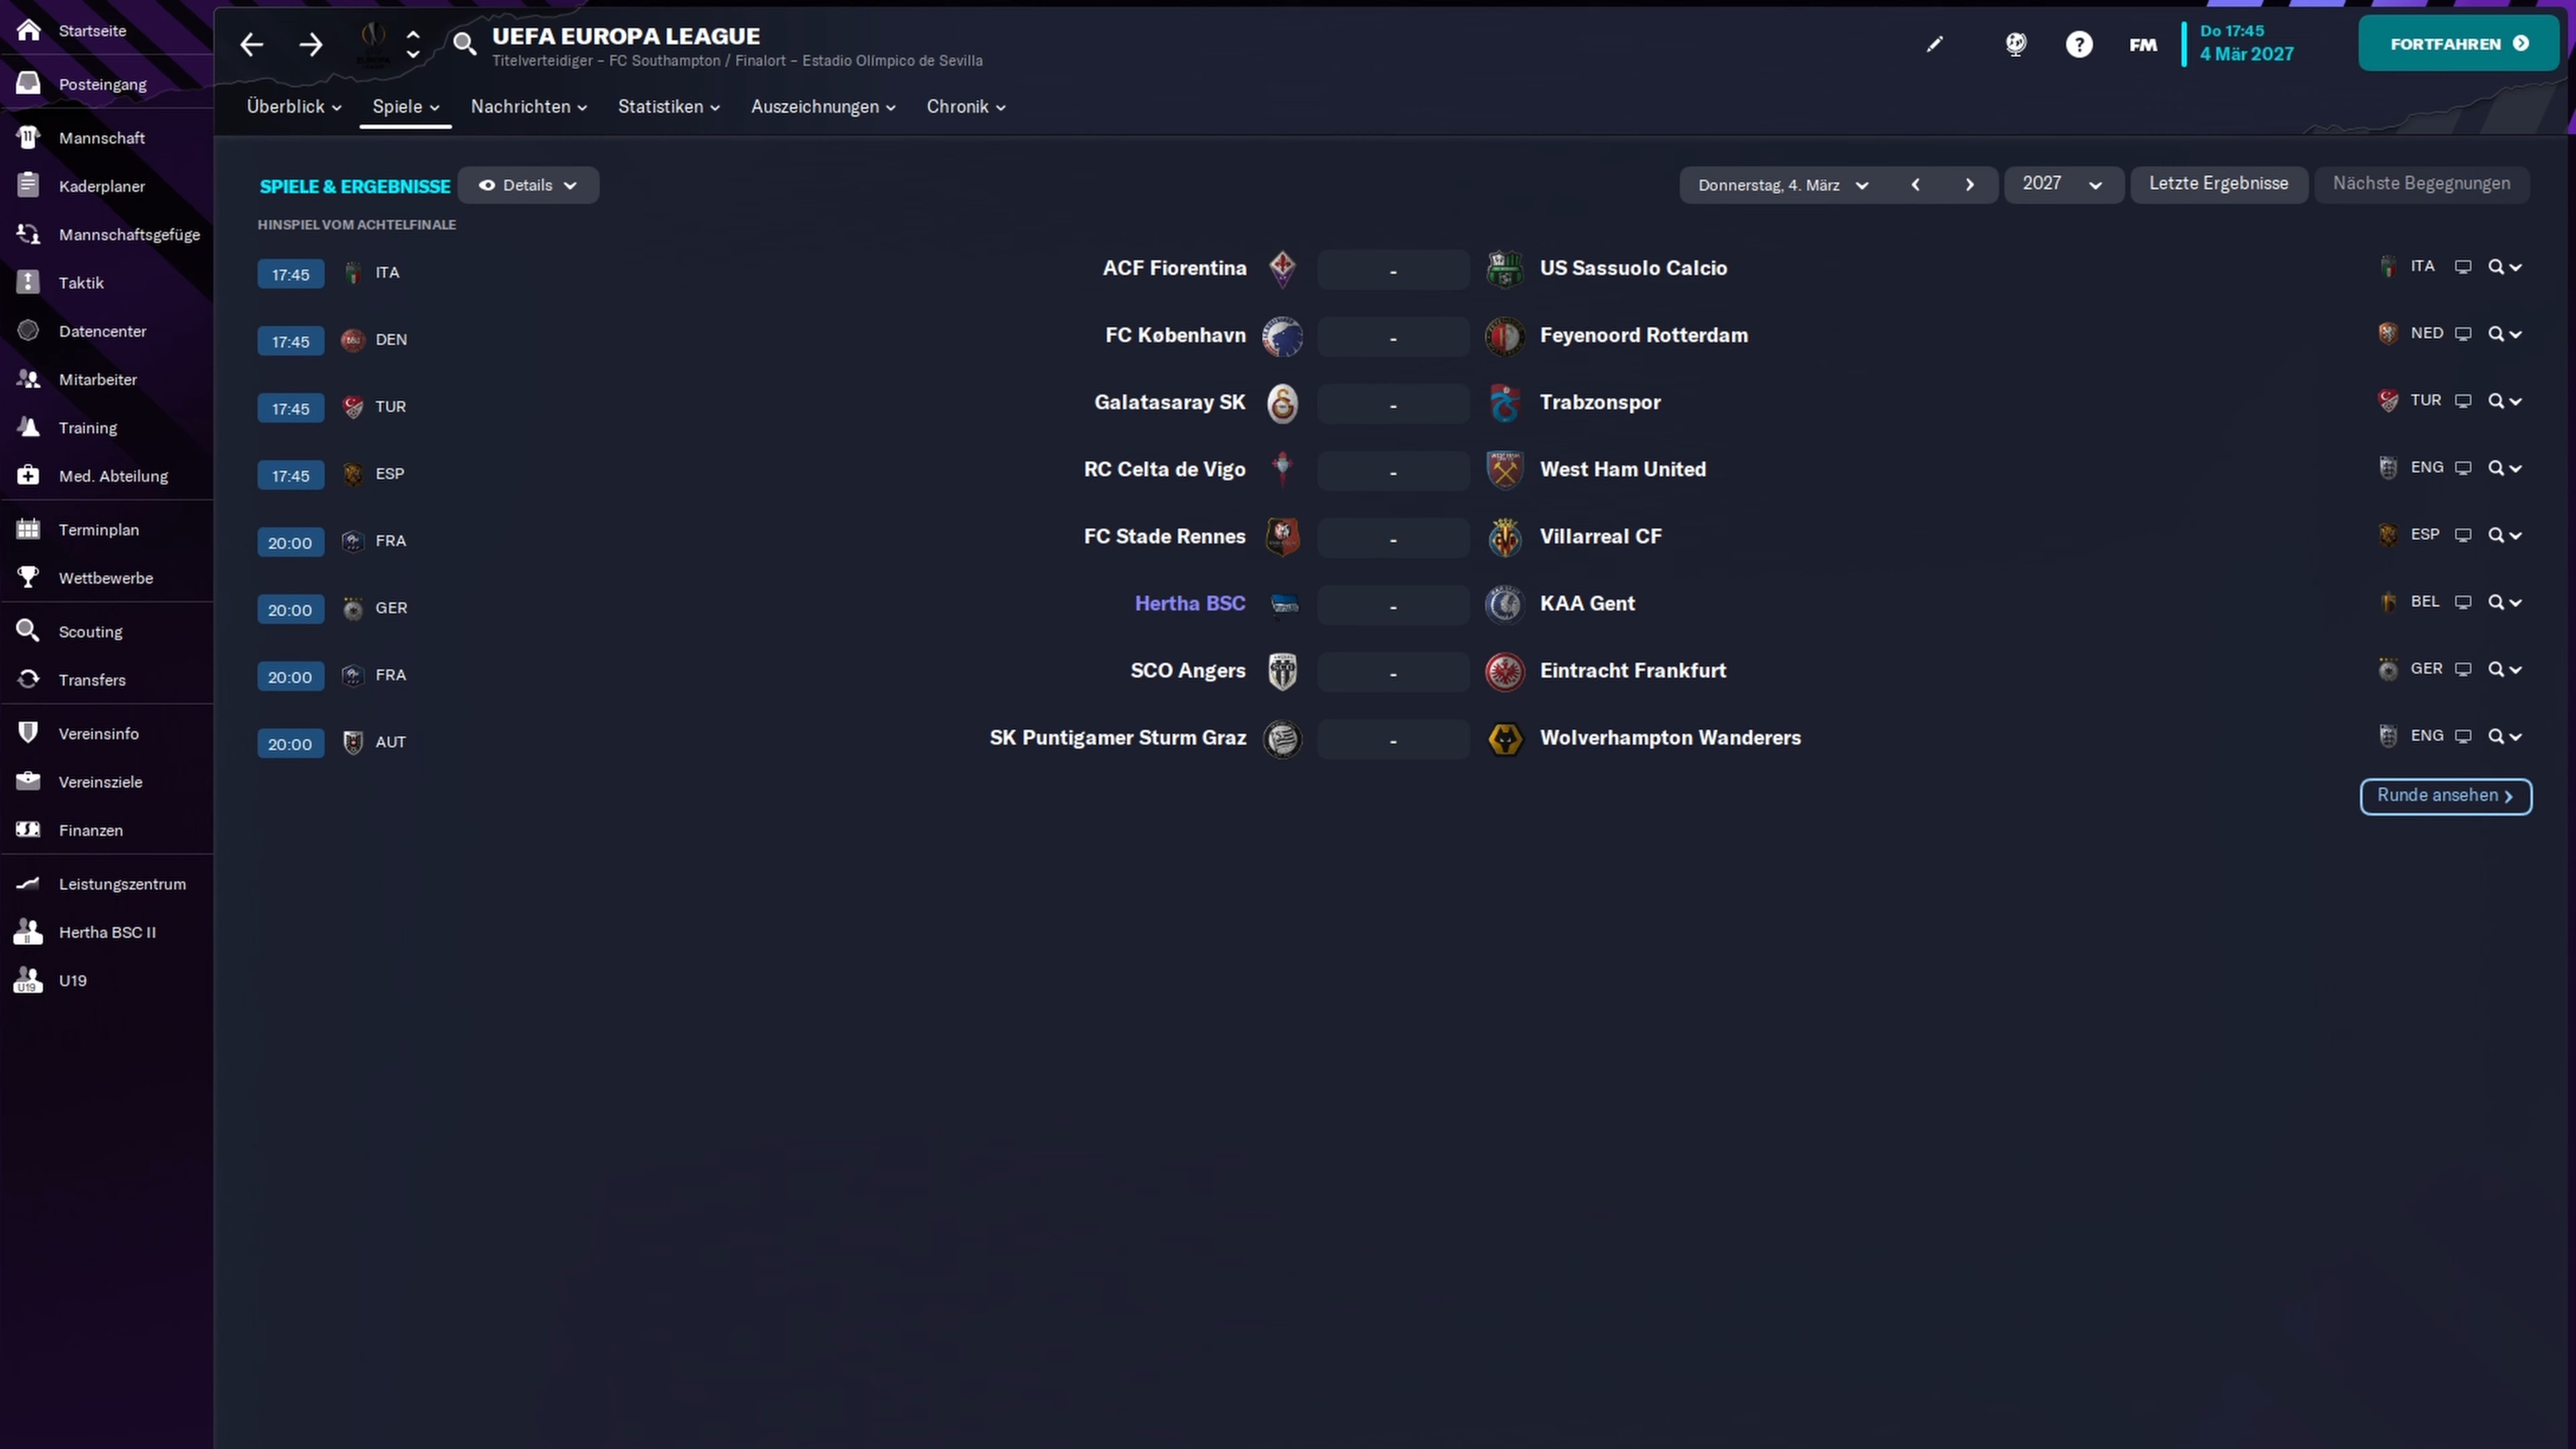 Startseite
Posteingang
Mannschaft
Kaderplaner
Mannschaftsgefüge
Taktik
Datencenter
Mitarbeiter
Training
Med. Abteilung
Terminplan
Wettbewerbe
Scouting
Transfers
Vereinsinfo
Vereinsziele
Finanzen
Leistungszentrum
Hertha BSC II
U19
UEFA EUROPA LEAGUE
Titelverteidiger – FC Southampton / Finalort – Estadio Olímpico de Sevilla
FM
Do 17:45
4 Mär 2027
FORTFAHREN
Überblick Spiele Nachrichten Statistiken Auszeichnungen Chronik
SPIELE & ERGEBNISSE Details Donnerstag, 4. März 2027 Letzte Ergebnisse Nächste Begegnungen
HINSPIEL VOM ACHTELFINALE
17:45 ITA ACF Fiorentina - US Sassuolo Calcio ITA
17:45 DEN FC København - Feyenoord Rotterdam NED
17:45 TUR Galatasaray SK - Trabzonspor TUR
17:45 ESP RC Celta de Vigo - West Ham United ENG
20:00 FRA FC Stade Rennes - Villarreal CF ESP
20:00 GER Hertha BSC - KAA Gent BEL
20:00 FRA SCO Angers - Eintracht Frankfurt GER
20:00 AUT SK Puntigamer Sturm Graz - Wolverhampton Wanderers ENG
Runde ansehen